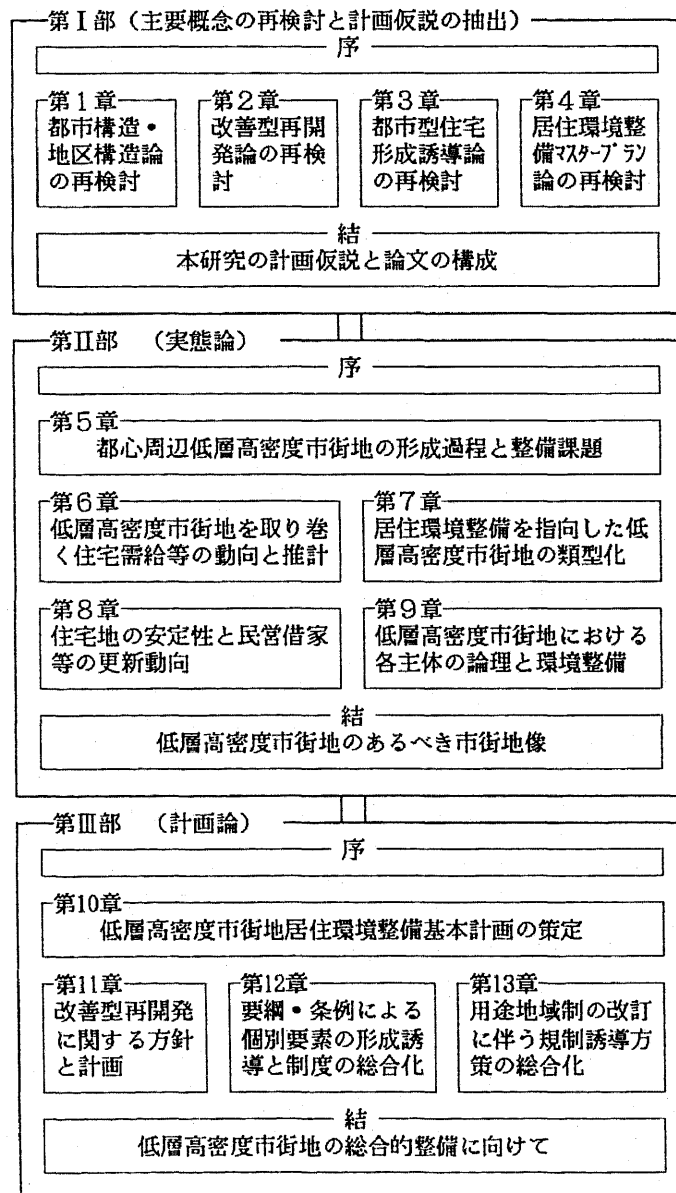 第Ⅰ部（主要概念の再検討と計画仮説の抽出）
序
第1章
都市構造・
地区構造論
の再検討
第2章
改善型再開
発論の再検
討
第3章
都市型住宅
形成誘導論
の再検討
第4章
居住環境整
備マスタープラン
論の再検討
結
本研究の計画仮説と論文の構成
第Ⅱ部　（実態論）
序
第5章
都心周辺低層高密度市街地の形成過程と整備課題
第6章
低層高密度市街地を取り巻
く住宅需給等の動向と推計
第7章
居住環境整備を指向した低
層高密度市街地の類型化
第8章
住宅地の安定性と民営借家
等の更新動向
第9章
低層高密度市街地における
各主体の論理と環境整備
結
低層高密度市街地のあるべき市街地像
第Ⅲ部　（計画論）
序
第10章
低層高密度市街地居住環境整備基本計画の策定
第11章
改善型再開発
に関する方針
と計画
第12章
要綱・条例による
個別要素の形成誘
導と制度の総合化
第13章
用途地域制の改訂
に伴う規制誘導方
策の総合化
結
低層高密度市街地の総合的整備に向けて